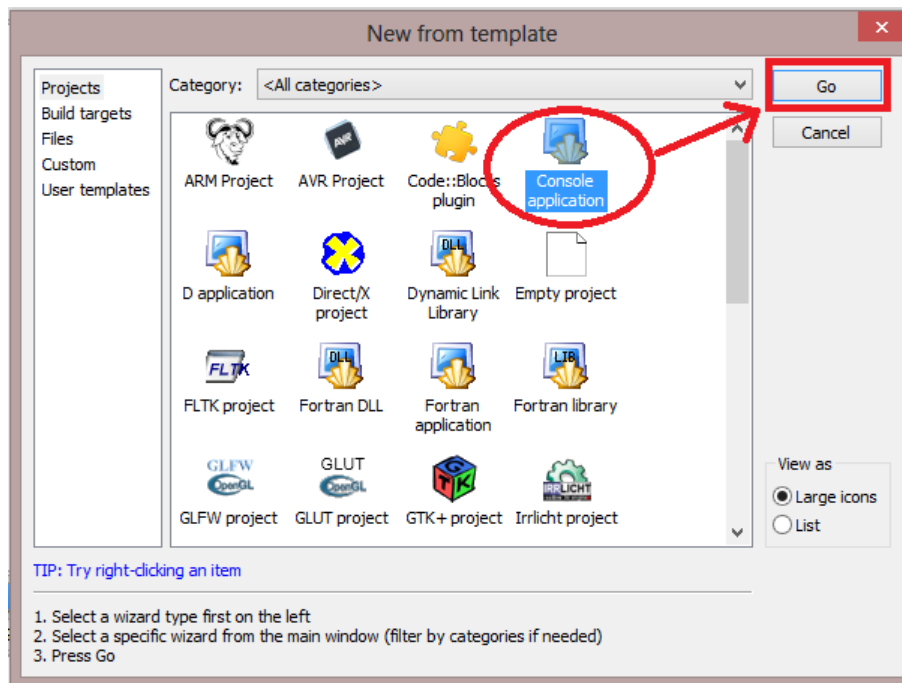 New from template
Projects
Build targets
Files
Custom
User templates
Category:
<All categories>
Go
Cancel
AVR
ARM Project
AVR Project
Code::Blocks
plugin
Console
application
DLL
D application
Direct/X
project
Dynamic Link
Library
Empty project
FLTK
DLL
LIB
FLTK project
Fortran DLL
Fortran
application
Fortran library
GLFW
OpenGL
GLUT
OpenGL
GTK
IRRLICHT
GLFW project
GLUT project
GTK+ project
Irrlicht project
View as
Large icons
List
TIP: Try right-clicking an item
1. Select a wizard type first on the left
2. Select a specific wizard from the main window (filter by categories if needed)
3. Press Go